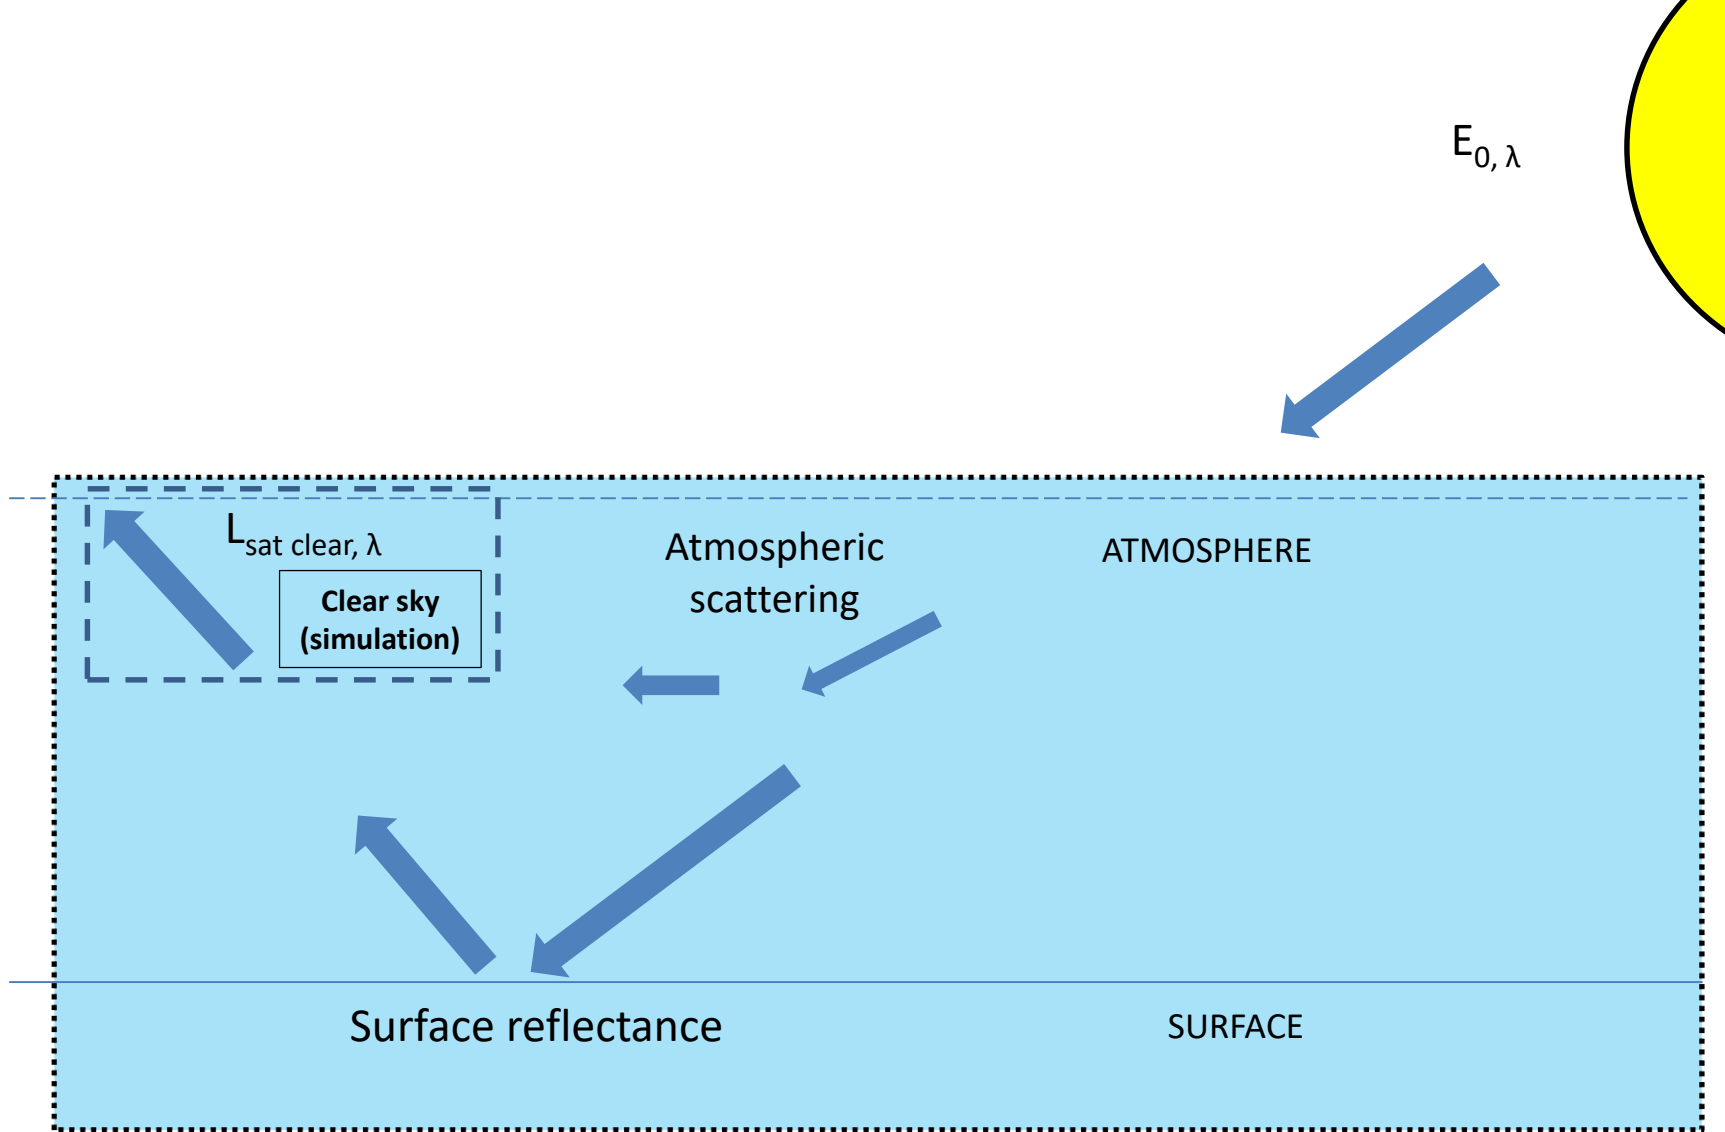 E0, λ
Lsat clear, λ
Clear sky
(simulation)
Atmospheric
scattering
ATMOSPHERE
Surface reflectance
SURFACE